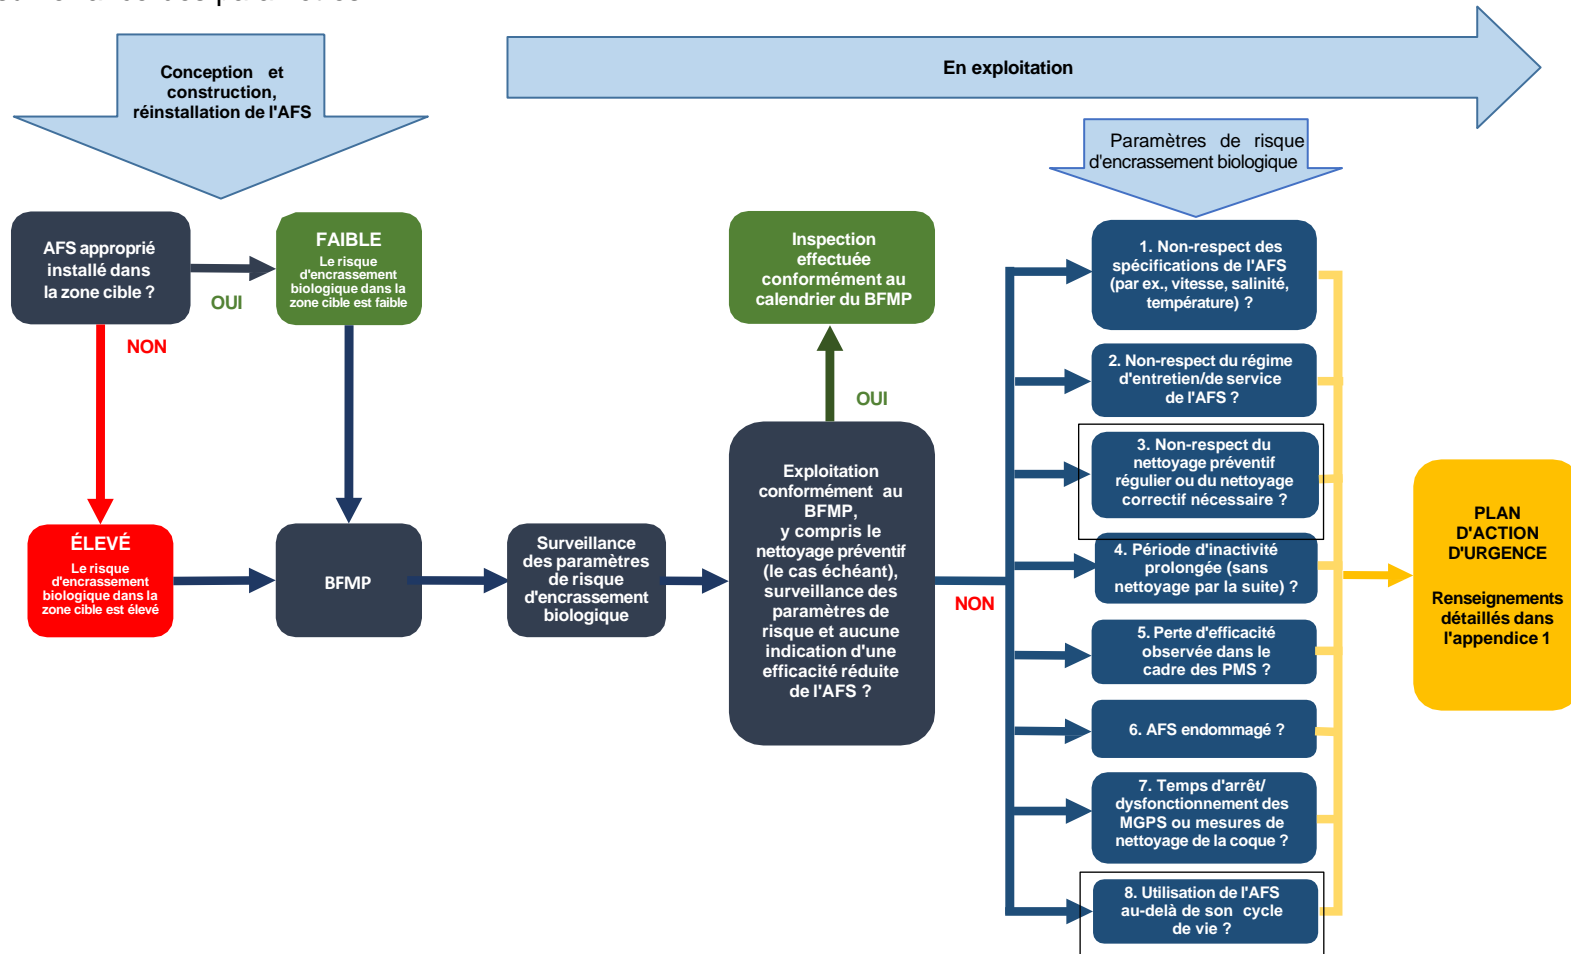 surveillance des paramètres
Conception et
construction,
réinstallation de l'AFS
En exploitation
Paramètres de risque
d'encrassement biologique
AFS approprié
installé dans
la zone cible ?
OUI
NON
FAIBLE
Le risque
d'encrassement
biologique dans la
zone cible est faible
ÉLEVÉ
Le risque
d'encrassement
biologique dans la
zone cible est élevé
BFMP
Surveillance
des paramètres
de risque
d'encrassement
biologique
Inspection
effectuée
conformément au
calendrier du BFMP
OUI
Exploitation
conformément au
BFMP,
y compris le
nettoyage préventif
(le cas échéant),
surveillance des
paramètres de
risque et aucune
indication d'une
efficacité réduite
de l'AFS ?
NON
1. Non-respect des
spécifications de l'AFS
(par ex., vitesse, salinité,
température) ?
2. Non-respect du régime
d'entretien/de service
de l'AFS ?
3. Non-respect du
nettoyage préventif
régulier ou du nettoyage
correctif nécessaire ?
4. Période d'inactivité
prolongée (sans
nettoyage par la suite) ?
5. Perte d'efficacité
observée dans le
cadre des PMS ?
6. AFS endommagé ?
7. Temps d'arrêt/
dysfonctionnement des
MGPS ou mesures de
nettoyage de la coque ?
8. Utilisation de l'AFS
au-delà de son cycle
de vie ?
PLAN
D'ACTION
D'URGENCE
Renseignements
détaillés dans
l'appendice 1